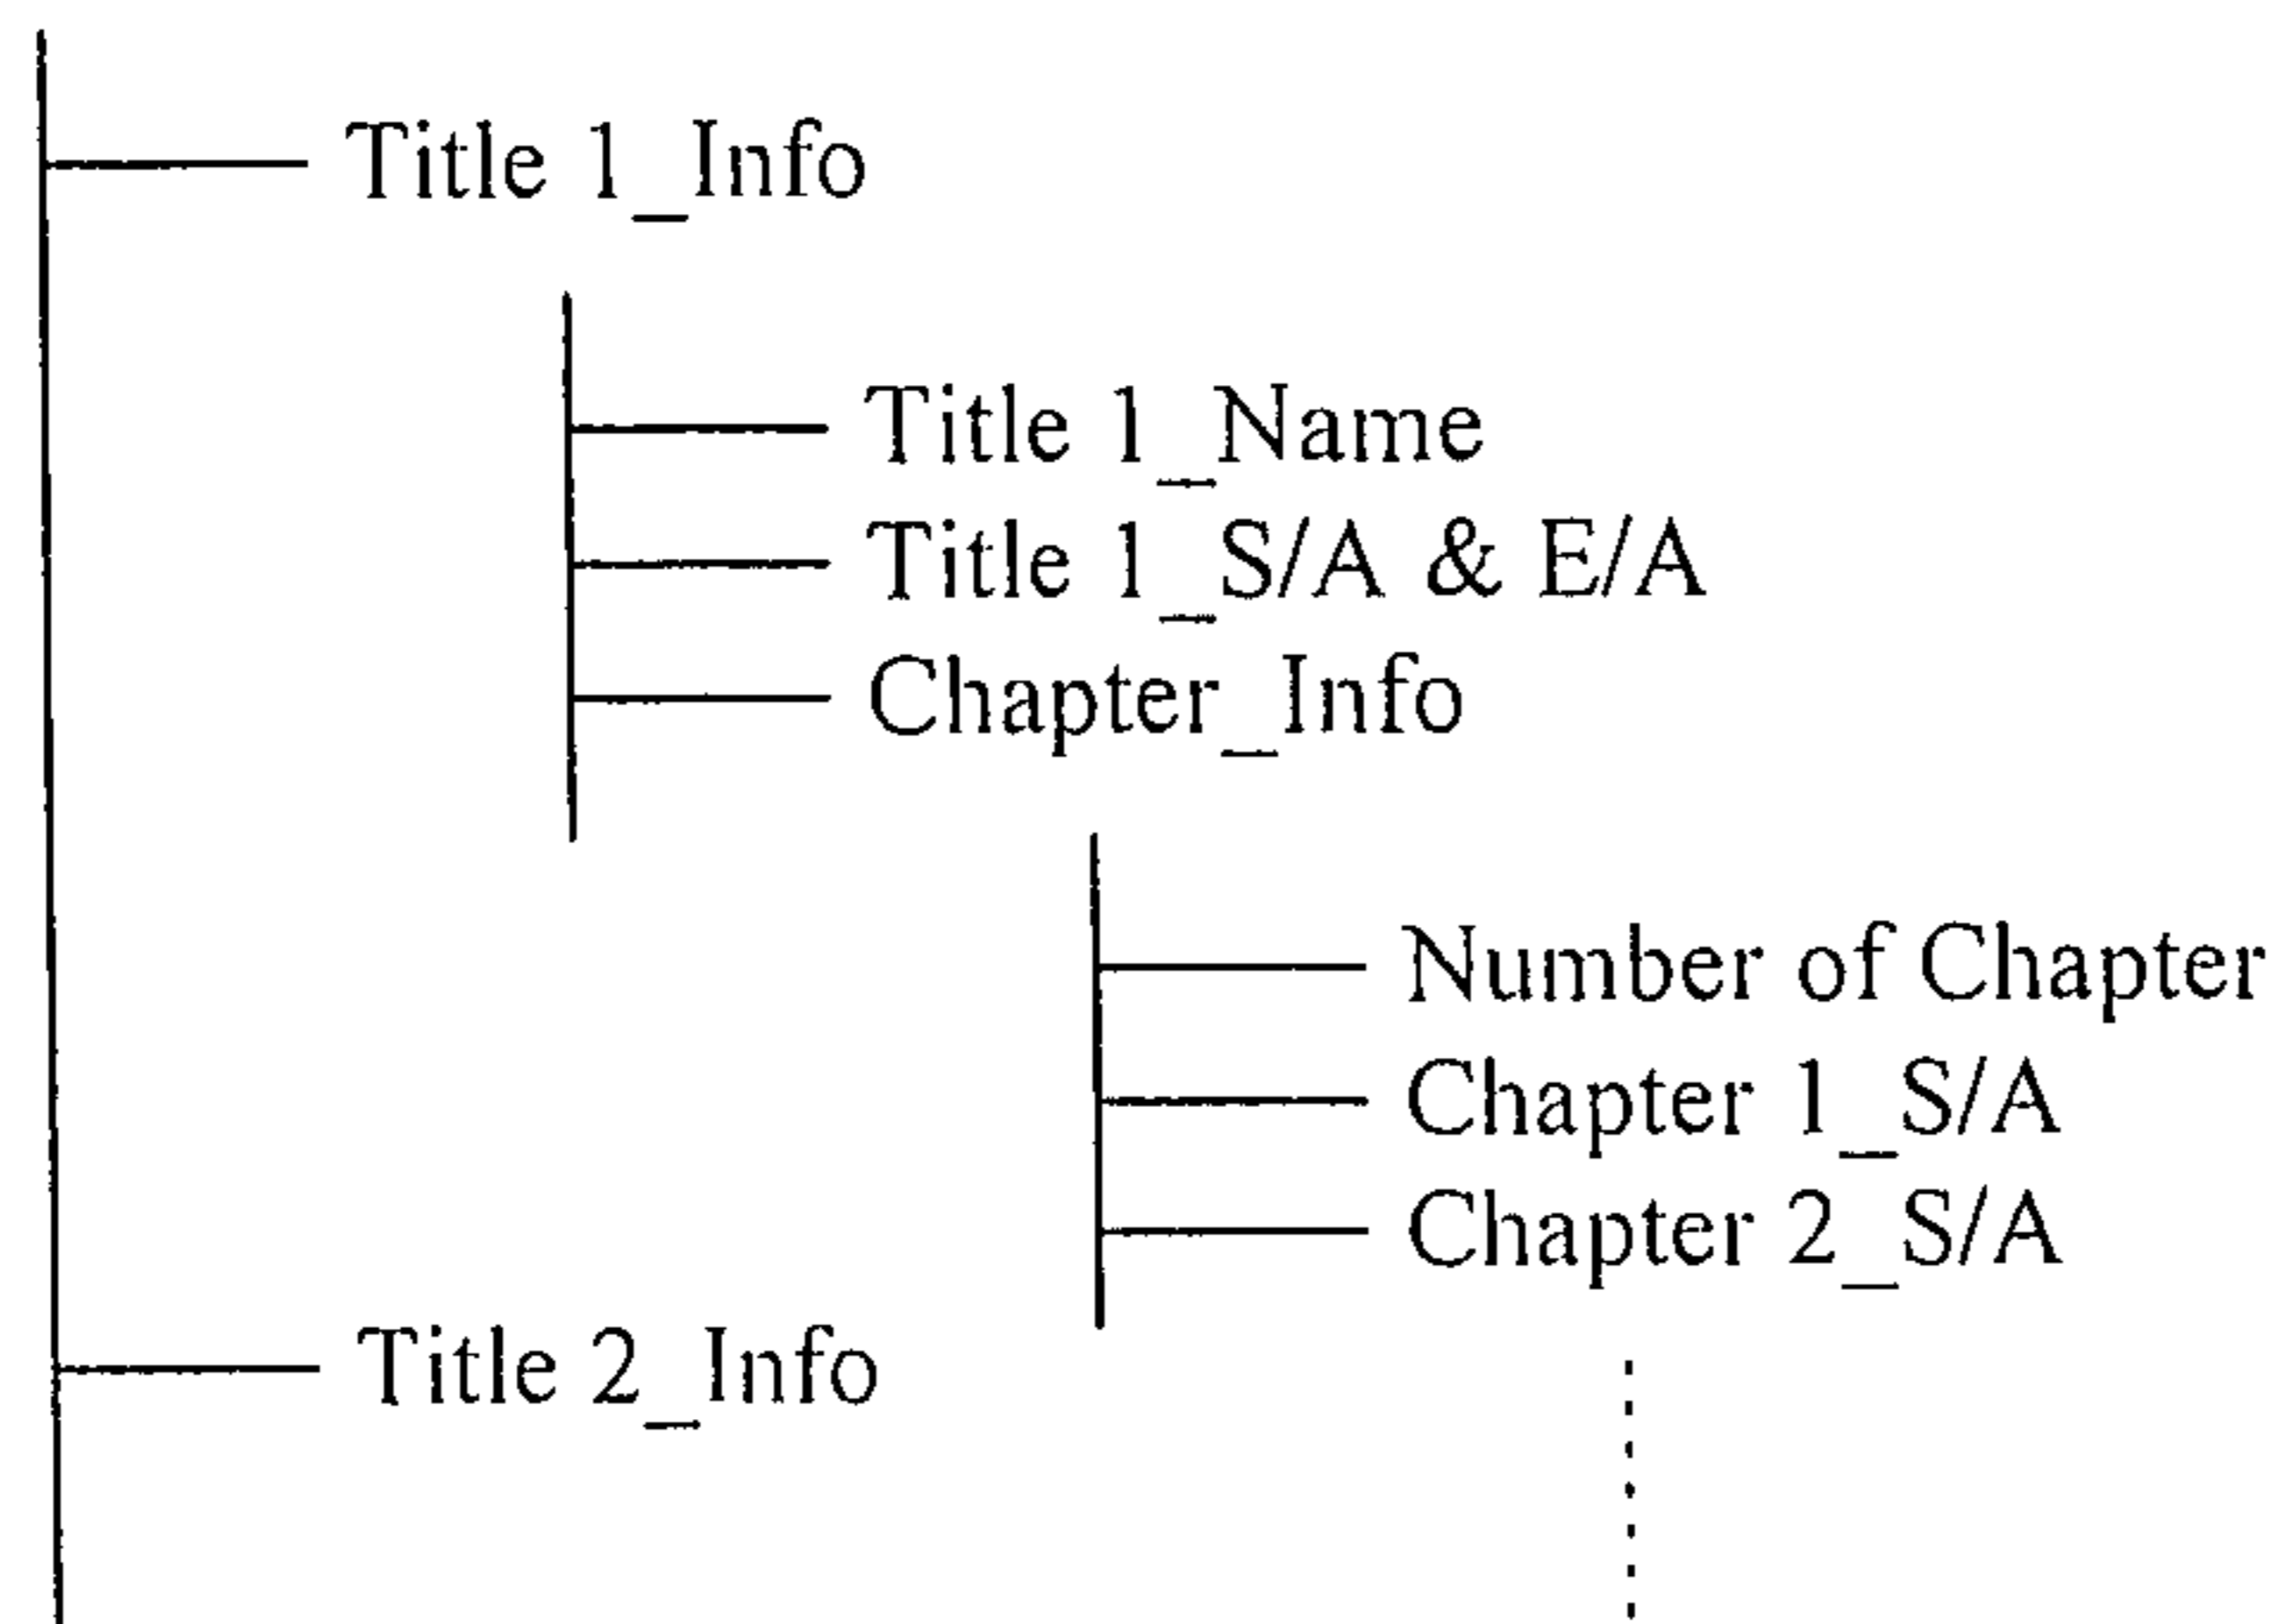 Title 1_Info
Title 1_Name
Title 1_S/A & E/A
Chapter_Info
Number of Chapter
Chapter 1_S/A
Chapter 2_S/A
Title 2_Info